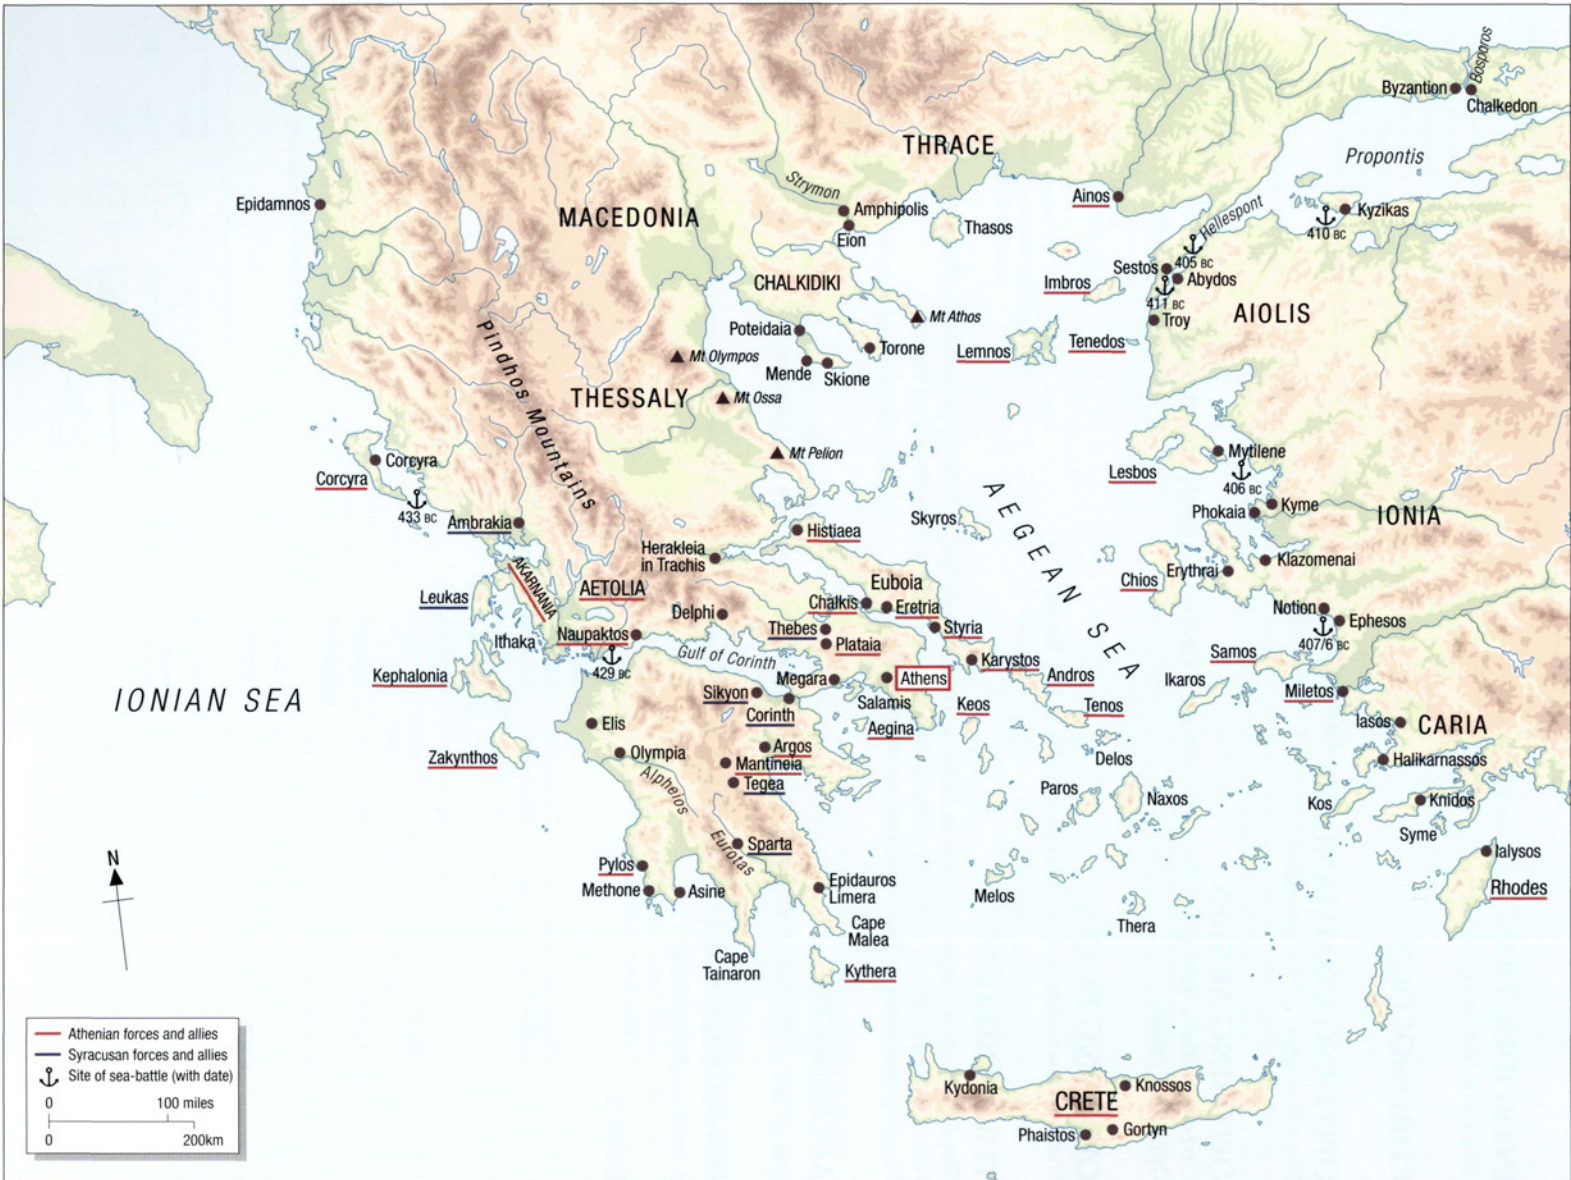 Bosporos
Byzantion
Chalkedon
THRACE
Propontis
Strymon
Ainos
Epidamnos
MACEDONIA
Amphipolis
Eion
Thasos
Hellespont
Kyzikas
410 BC
405 BC
Sestos
Abydos
411 BC
Troy
Imbros
CHALKIDIKI
AIOLIS
Mt Athos
Poteidaia
Torone
Lemnos
Tenedos
Mt Olympos
Mende
Skione
Pindhos Mountains
THESSALY
Mt Ossa
Mt Pelion
Corcyra
Corcyra
433 BC
Ambrakia
Lesbos
Mytilene
406 BC
Phokaia
Kyme
IONIA
AEGEAN SEA
Skyros
Histiaea
Herakleia
in Trachis
Euboia
Klazomenai
Erythrai
Chios
AKARNANIA
AETOLIA
Leukas
Delphi
Chalkis
Eretria
Notion
Ephesos
407/6 BC
Ithaka
Naupaktos
429 BC
Thebes
Plataia
Styria
Gulf of Corinth
Samos
Kephalonia
Megara
Athens
Karystos
Andros
Ikaros
Miletos
IONIAN SEA
Sikyon
Corinth
Salamis
Aegina
Keos
Tenos
Iasos
CARIA
Elis
Olympia
Argos
Mantineia
Tegea
Delos
Zakynthos
Halikarnassos
Alpheios
Paros
Naxos
Kos
Knidos
Syme
Eurotas
Sparta
Ialysos
Rhodes
Pylos
Methone
Asine
Epidauros
Limera
Melos
Thera
Cape
Malea
Cape
Tainaron
Kythera
N
Kydonia
Knossos
CRETE
Phaistos
Gortyn
Athenian forces and allies
Syracusan forces and allies
Site of sea-battle (with date)
0 100 miles
0 200km